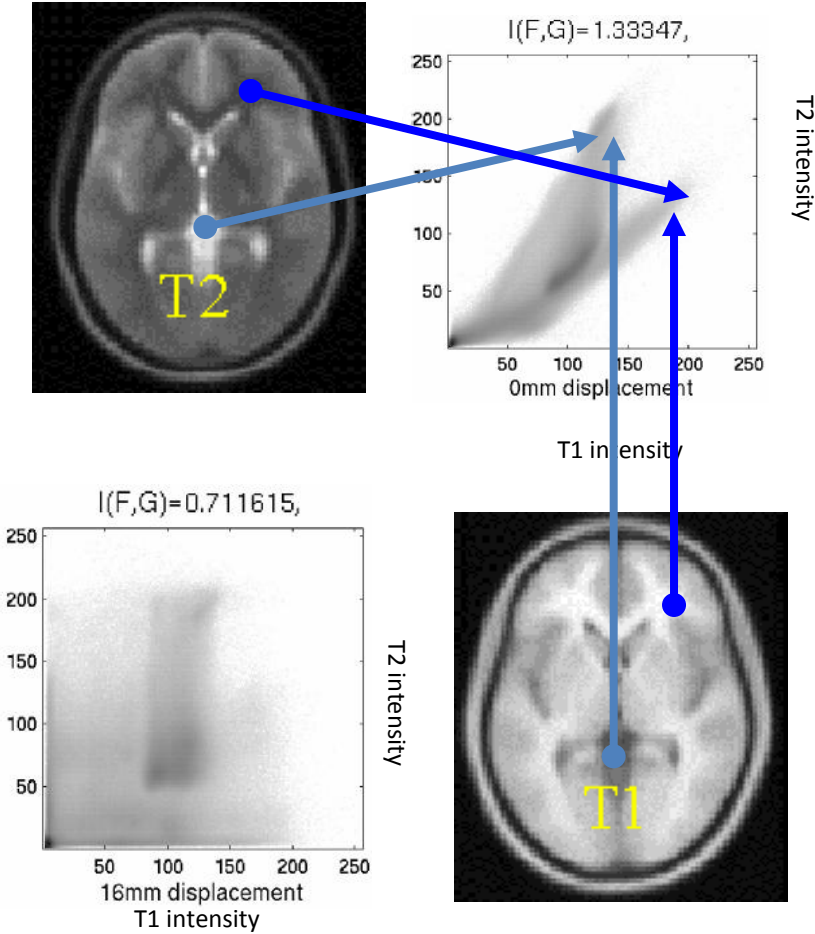 I(F,G)=1.33347,
250
200
150
100
50
50
100
150
200
250
0mm displacement
T1 intensity
T2 intensity
T2
I(F,G)=0.711615,
250
200
150
100
50
50
100
150
200
250
16mm displacement
T1 intensity
T2 intensity
T1